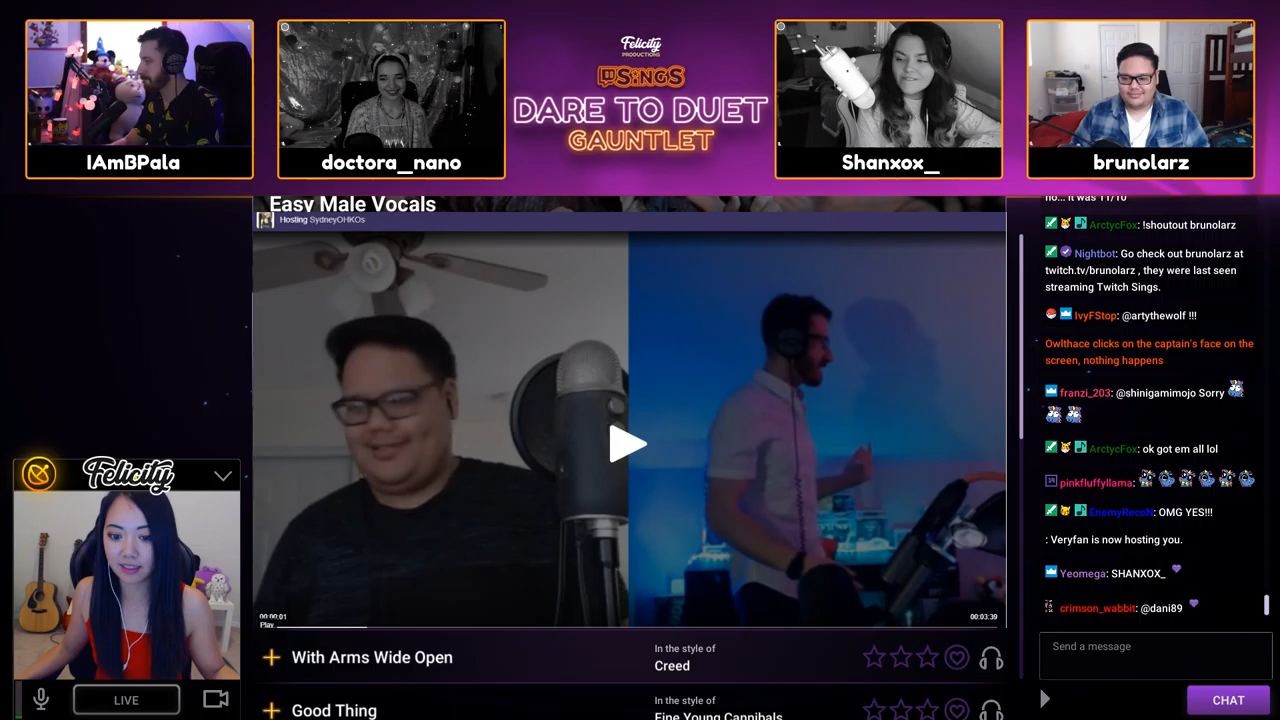 IAmBPala
doctora__nano
Felicity
PRODUCTIONS
SINGS
DARE TO DUET
GAUNTLET
Shanxox_
brunolarz
Easy Male Vocals
Hosting SydneyOHKOs
00:00:01
Play
00:03:39
With Arms Wide Open
In the style of
Creed
Good Thing
In the style of
Fine Young Cannibals
Felicity
LIVE
no... it was 11/10
ArctycFox: !shoutout brunolarz
Nightbot: Go check out brunolarz at
twitch.tv/brunolarz , they were last seen
streaming Twitch Sings.
IvyFStop: @artythewolf !!!
Owlthace clicks on the captain's face on the
screen, nothing happens
franzi_203: @shinigamimojo Sorry
ArctycFox: ok got em all lol
pinkfluffyllama:
EnemyRecoN: OMG YES!!!
: Veryfan is now hosting you.
Yeomega: SHANXOX_
crimson_wabbit: @dani89
Send a message
CHAT